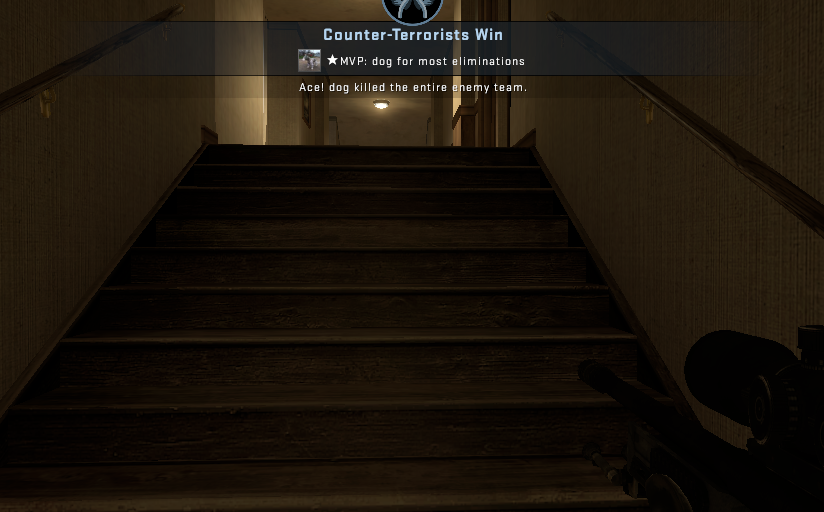 Counter-Terrorists Win
★MVP: dog for most eliminations
Ace! dog killed the entire enemy team.